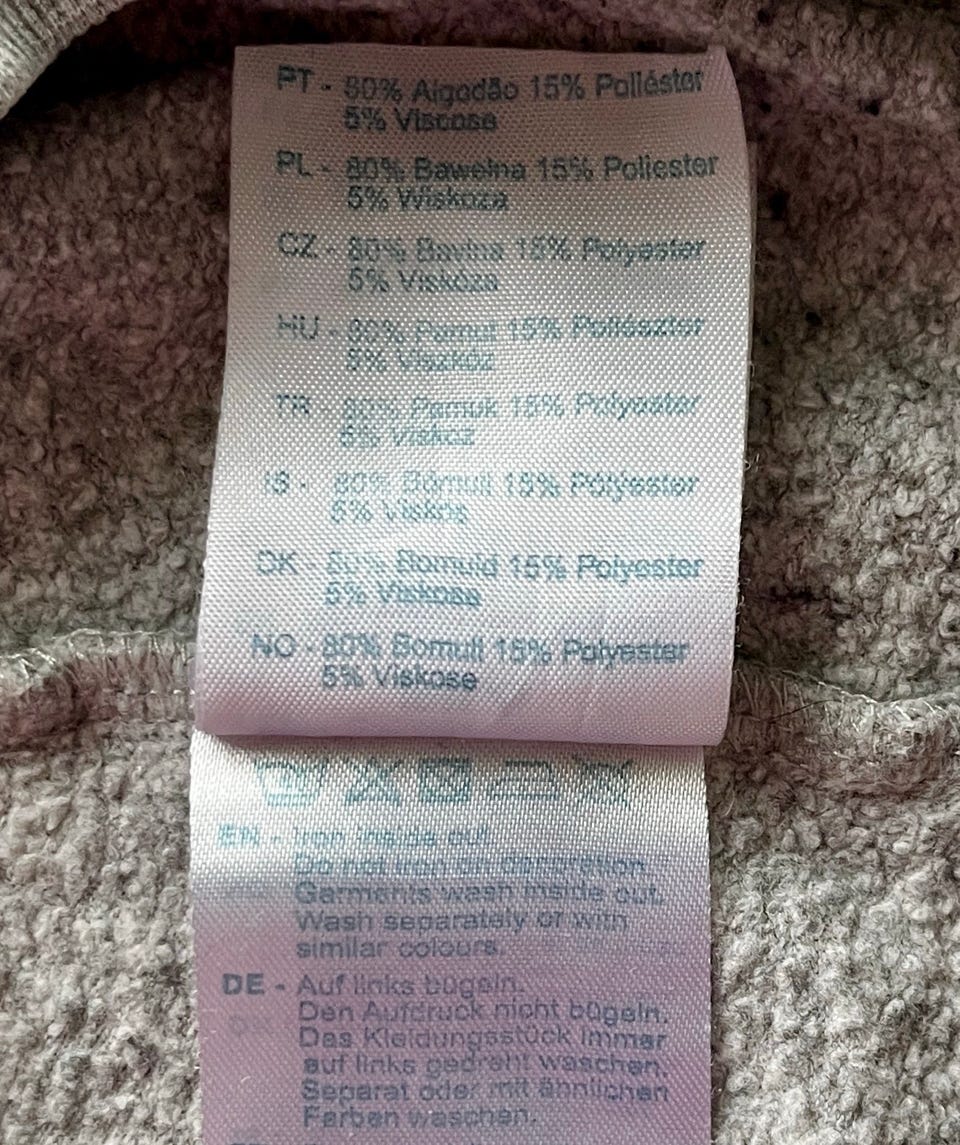 PT - 80% Algodão 15% Poliéster
5% Viscose
PL - 80% Bawełna 15% Poliester
5% Wiskoza
CZ - 80% Bavlna 15% Polyester
5% Viskóza
HU - 80% Pamut 15% Poliészter
5% Viszkóz
TR - 80% Pamuk 15% Polyester
5% Viskoz
IS - 80% Bómull 15% Pólýester
5% Viskos
DK - 80% Bomuld 15% Polyester
5% Viskose
NO - 80% Bomull 15% Polyester
5% Viskose
EN - Iron inside out
Do not iron on decoration.
Garments wash inside out.
Wash separately or with
similar colours.
DE - Auf links bügeln.
Den Aufdruck nicht bügeln.
Das Kleidungsstück immer
auf links gedreht waschen.
Separat oder mit ähnlichen
Farben waschen.